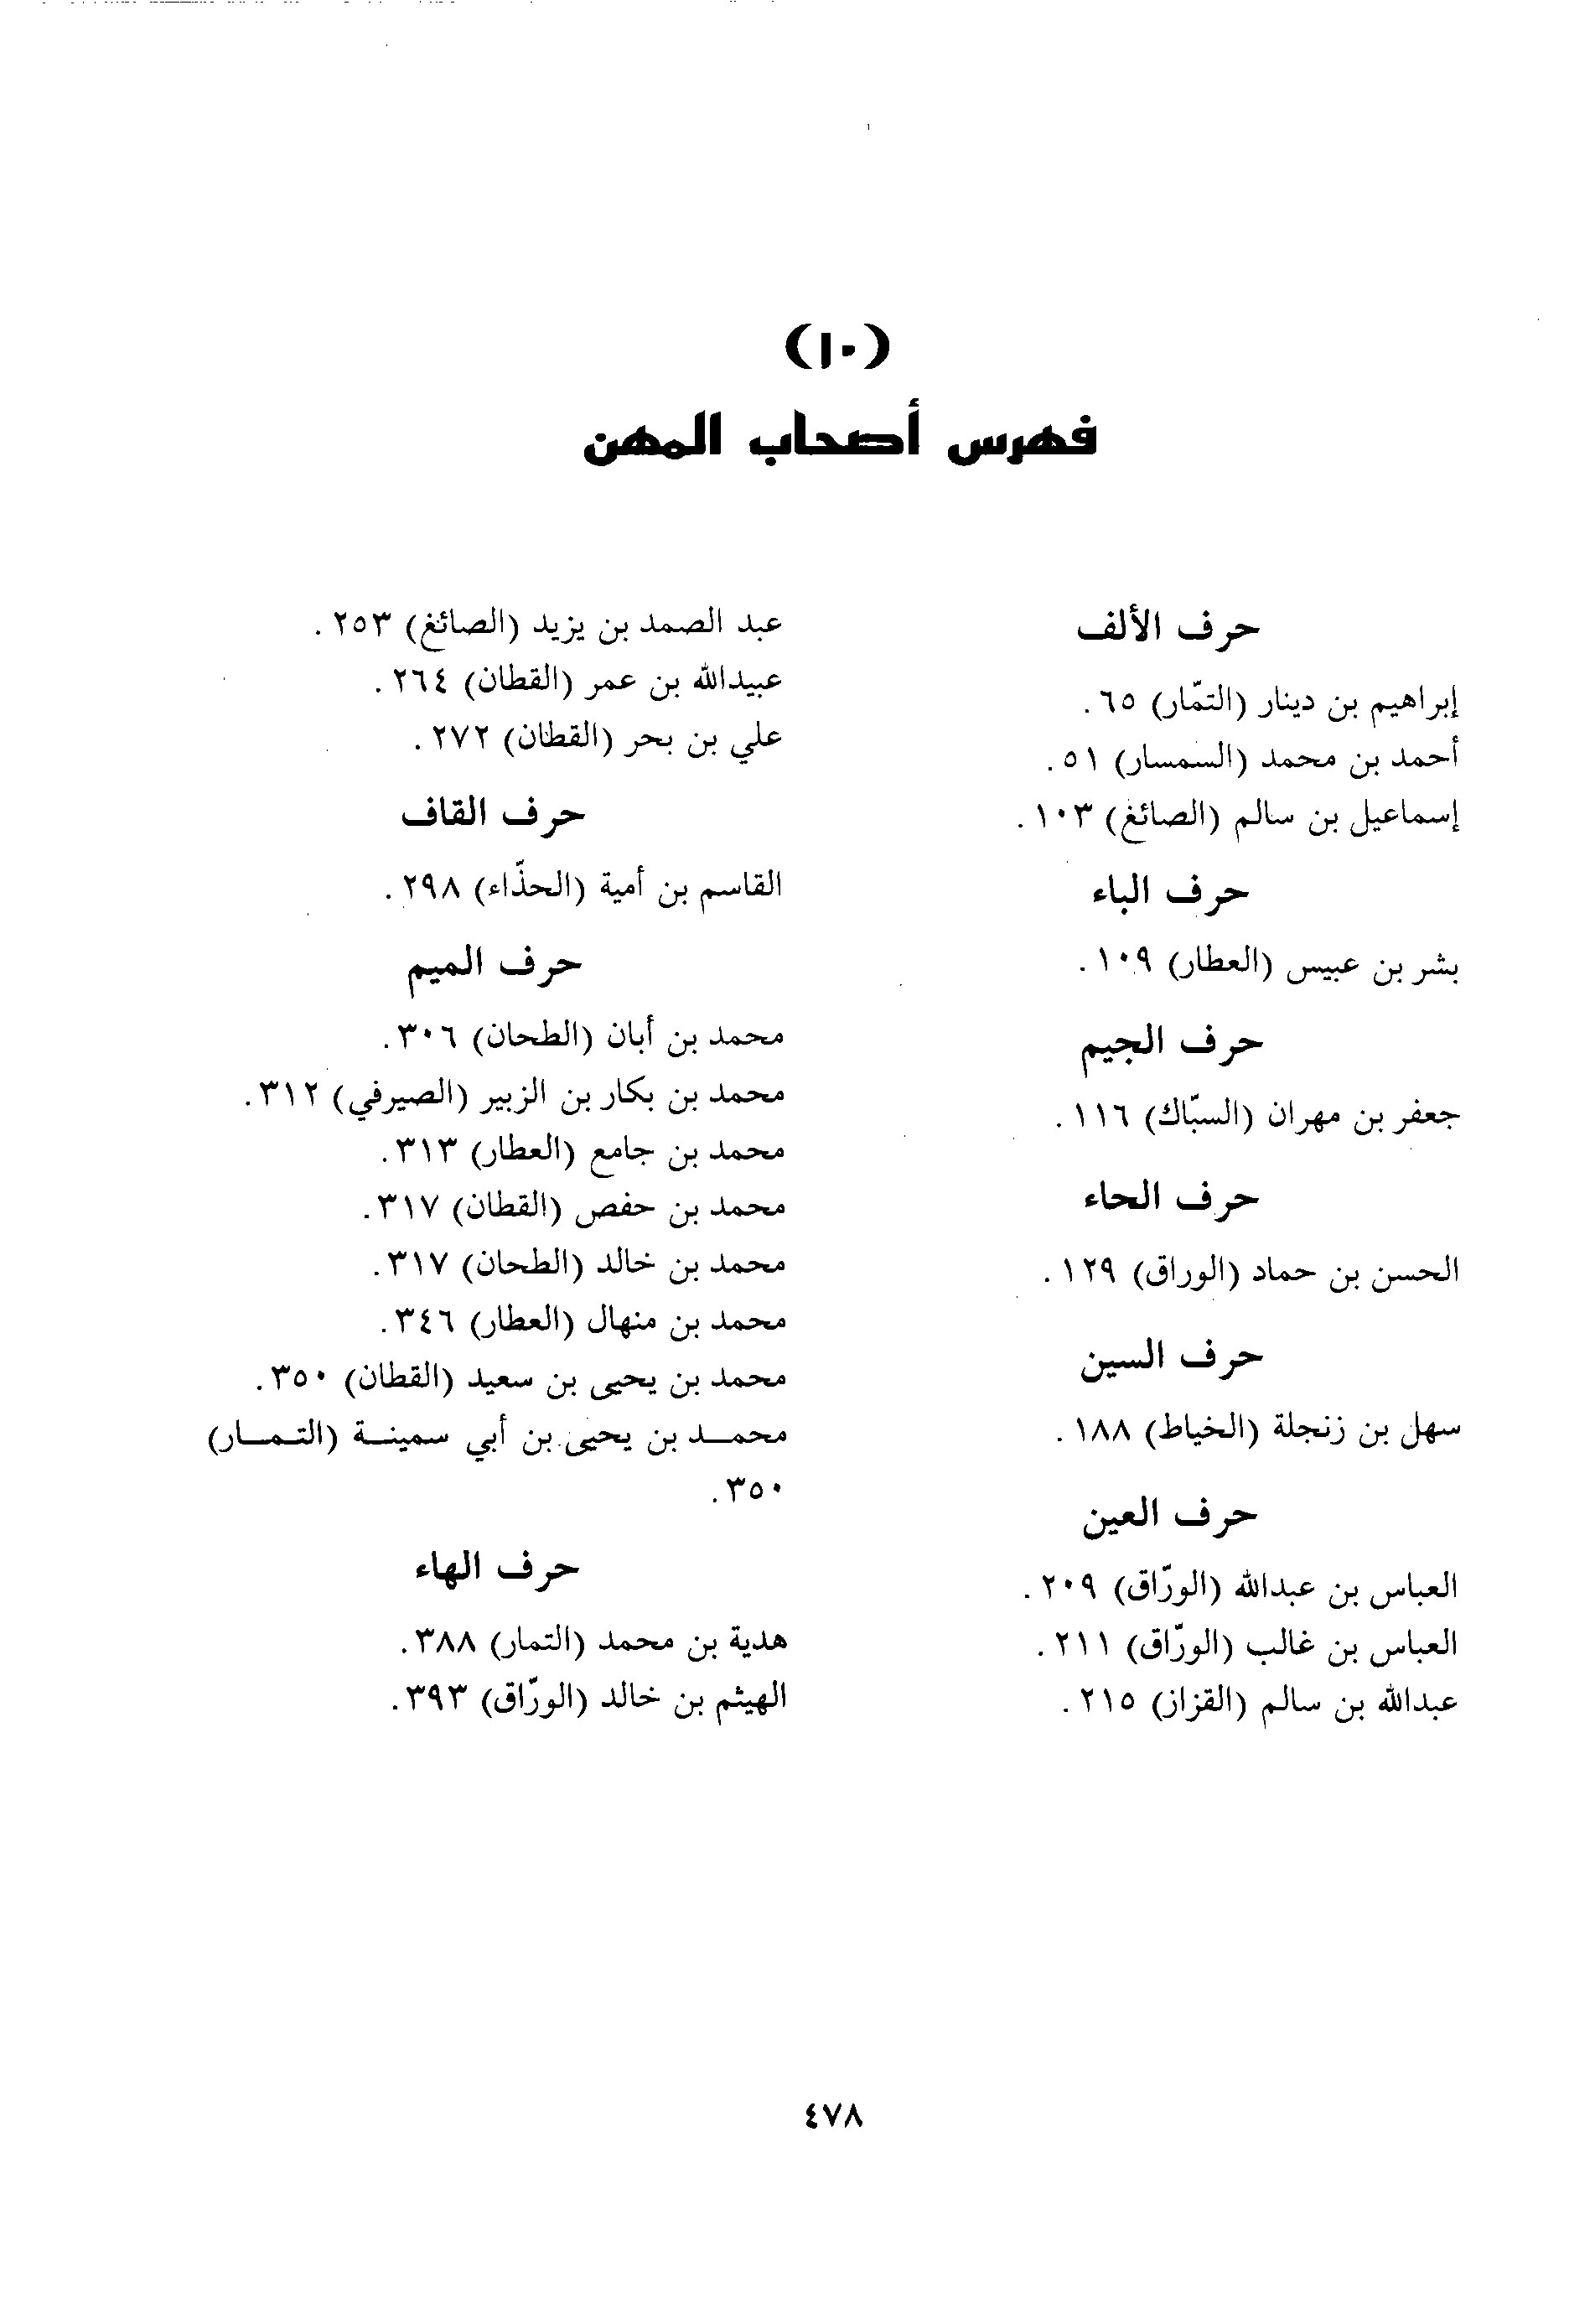 (١٠)
فهرس أصحاب المهن
حرف الألف
إبراهيم بن دينار (التمّار) ٦٥.
أحمد بن محمد (السمسار) ٥١.
إسماعيل بن سالم (الصائغ) ١٠٣.
حرف الباء
بشر بن عبيس (العطار) ١٠٩.
حرف الجيم
جعفر بن مهران (السبّاك) ١١٦.
حرف الحاء
الحسن بن حماد (الوراق) ١٢٩.
حرف السين
سهل بن زنجلة (الخياط) ١٨٨.
حرف العين
العباس بن عبدالله (الورّاق) ٢٠٩.
العباس بن غالب (الورّاق) ٢١١.
عبدالله بن سالم (القزاز) ٢١٥.
عبد الصمد بن يزيد (الصائغ) ٢٥٣.
عبيدالله بن عمر (القطان) ٢٦٤.
علي بن بحر (القطان) ٢٧٢.
حرف القاف
القاسم بن أمية (الحذّاء) ٢٩٨.
حرف الميم
محمد بن أبان (الطحان) ٣٠٦.
محمد بن بكار بن الزبير (الصيرفي) ٣١٢.
محمد بن جامع (العطار) ٣١٣.
محمد بن حفص (القطان) ٣١٧.
محمد بن خالد (الطحان) ٣١٧.
محمد بن منهال (العطار) ٣٤٦.
محمد بن يحيى بن سعيد (القطان) ٣٥٠.
محمـد بن يحيى بن أبي سمينـة (التـمـار)
٣٥٠.
حرف الهاء
هدية بن محمد (التمار) ٣٨٨.
الهيثم بن خالد (الورّاق) ٣٩٣.
٤٧٨